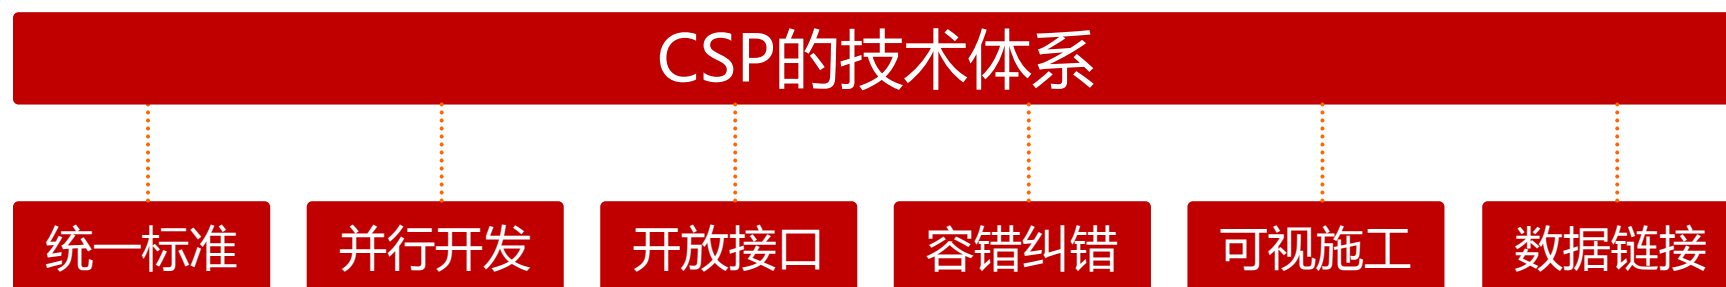 CSP的技术体系
统一标准
并行开发
开放接口
容错纠错
可视施工
数据链接